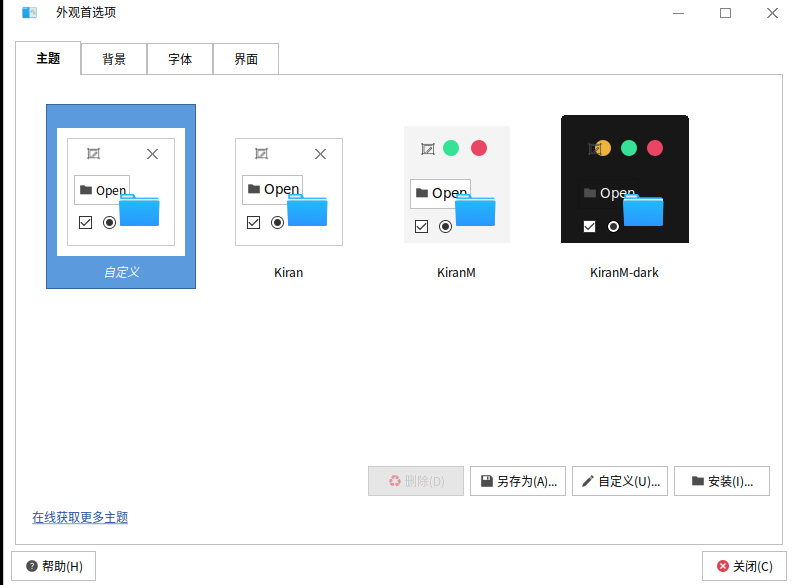 外观首选项
主题 背景 字体 界面
Open Open Open Open
自定义 Kiran KiranM KiranM-dark
删除(D) 另存为(A)... 自定义(U)... 安装(I)...
在线获取更多主题
帮助(H) 关闭(C)